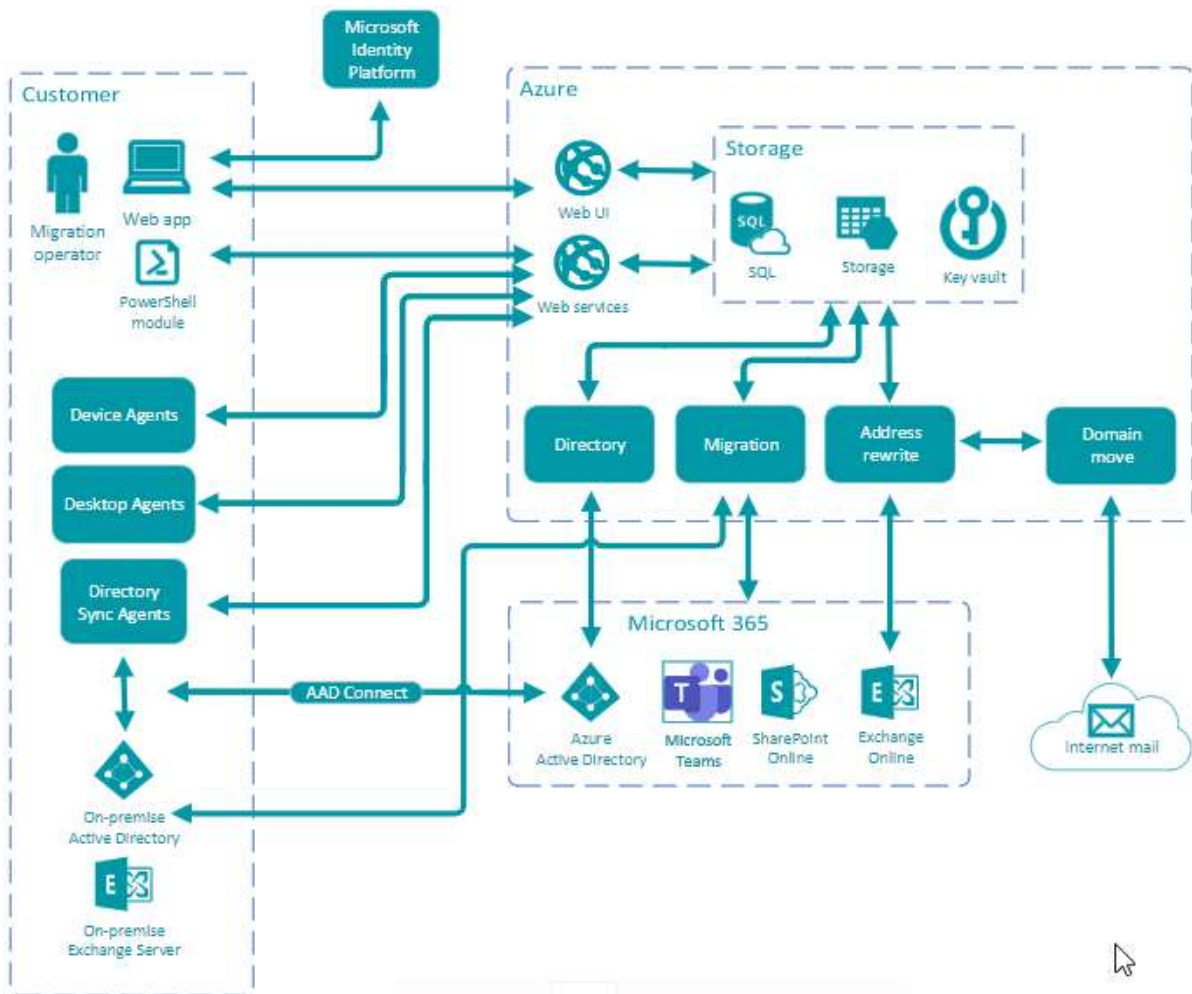 Microsoft
Identity
Platform
Customer
Migration
operator
Web app
PowerShell
module
Device Agents
Desktop Agents
Directory
Sync Agents
AAD Connect
On-premise
Active Directory
E
On-premise
Exchange Server
Azure
Web UI
Web services
Storage
SQL
SQL
Storage
Key vault
Directory
Migration
Address
rewrite
Domain
move
Microsoft 365
Azure
Active Directory
T
Microsoft
Teams
S
SharePoint
Online
E
Exchange
Online
Internet mail